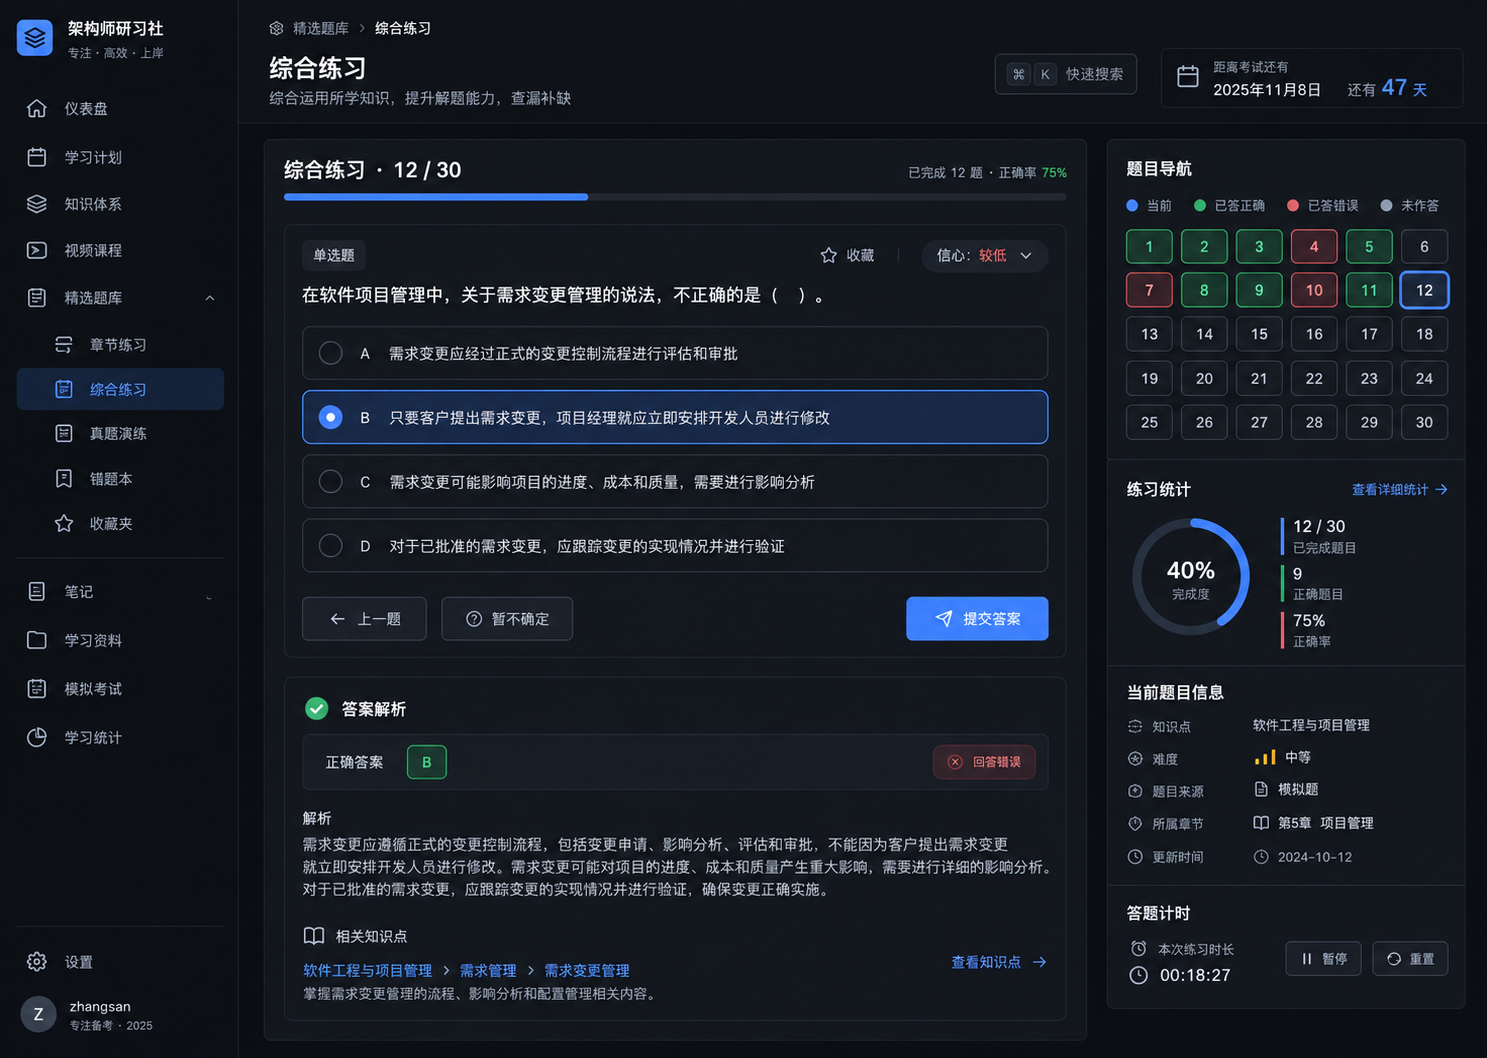 架构师研习社
专注 · 高效 · 上岸
仪表盘
学习计划
知识体系
视频课程
精选题库
章节练习
综合练习
真题演练
错题本
收藏夹
笔记
学习资料
模拟考试
学习统计
设置
Z
zhangsan
专注备考 · 2025
精选题库 > 综合练习
综合练习
综合运用所学知识，提升解题能力，查漏补缺
⌘ K 快速搜索
距离考试还有
2025年11月8日 还有 47 天
综合练习 · 12 / 30
已完成 12 题 · 正确率 75%
单选题
收藏
信心：较低
在软件项目管理中，关于需求变更管理的说法，不正确的是（ ）。
A 需求变更应经过正式的变更控制流程进行评估和审批
B 只要客户提出需求变更，项目经理就应立即安排开发人员进行修改
C 需求变更可能影响项目的进度、成本和质量，需要进行影响分析
D 对于已批准的需求变更，应跟踪变更的实现情况并进行验证
← 上一题
暂不确定
提交答案
答案解析
正确答案 B
回答错误
解析
需求变更应遵循正式的变更控制流程，包括变更申请、影响分析、评估和审批，不能因为客户提出需求变更
就立即安排开发人员进行修改。需求变更可能对项目的进度、成本和质量产生重大影响，需要进行详细的影响分析。
对于已批准的需求变更，应跟踪变更的实现情况并进行验证，确保变更正确实施。
相关知识点
软件工程与项目管理 > 需求管理 > 需求变更管理
查看知识点 →
掌握需求变更管理的流程、影响分析和配置管理相关内容。
题目导航
当前 已答正确 已答错误 未作答
1 2 3 4 5 6
7 8 9 10 11 12
13 14 15 16 17 18
19 20 21 22 23 24
25 26 27 28 29 30
练习统计
查看详细统计 →
40%
完成度
12 / 30
已完成题目
9
正确题目
75%
正确率
当前题目信息
知识点 软件工程与项目管理
难度 中等
题目来源 模拟题
所属章节 第5章 项目管理
更新时间 2024-10-12
答题计时
本次练习时长
00:18:27
暂停
重置